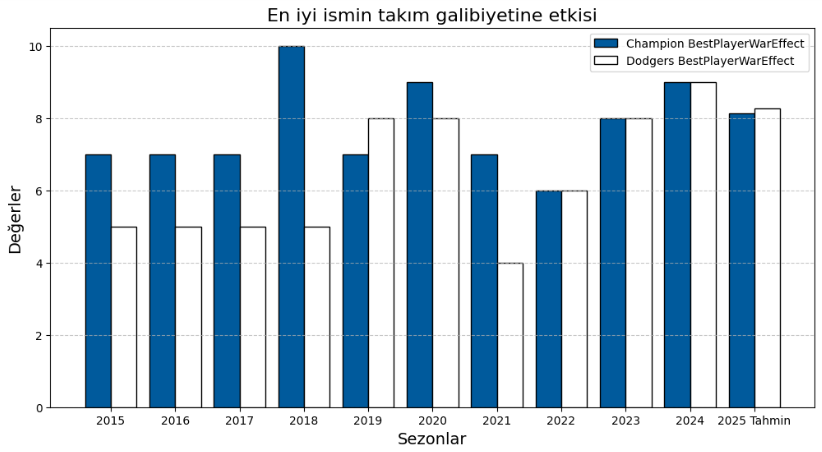 En iyi ismin takım galibiyetine etkisi
Champion BestPlayerWarEffect
Dodgers BestPlayerWarEffect
Değerler
10
8
6
4
2
0
2015 2016 2017 2018 2019 2020 2021 2022 2023 2024 2025 Tahmin
Sezonlar